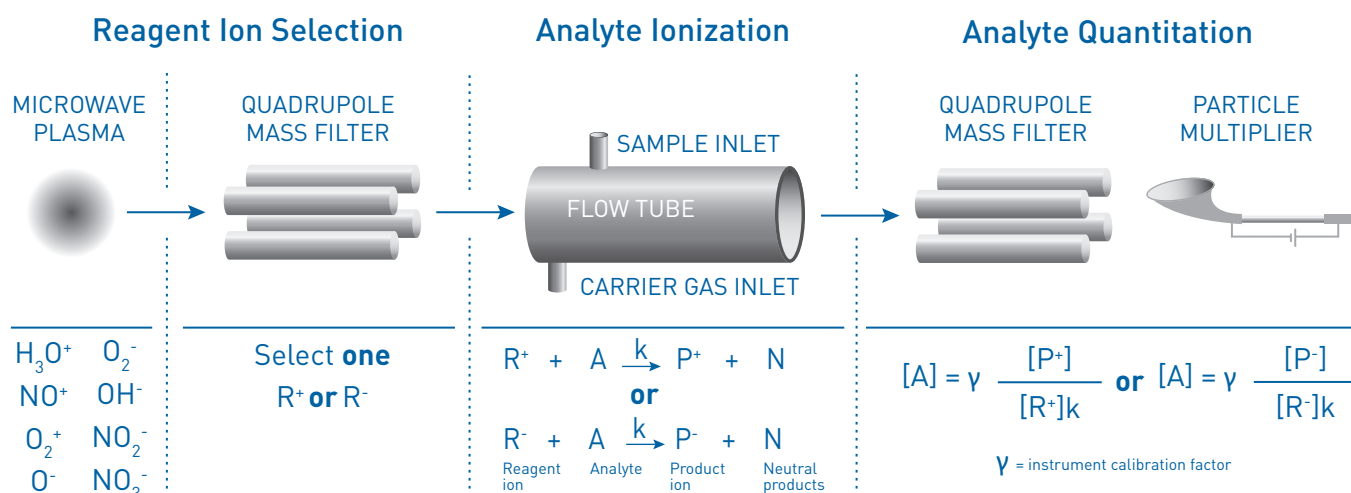 Reagent Ion Selection
Analyte Ionization
Analyte Quantitation
MICROWAVE
PLASMA
QUADRUPOLE
MASS FILTER
SAMPLE INLET
FLOW TUBE
CARRIER GAS INLET
QUADRUPOLE
MASS FILTER
PARTICLE
MULTIPLIER
H₃O⁺ O₂⁻
NO⁺ OH⁻
O₂⁺ NO₂⁻
O⁻ NO₃⁻
Select one
R⁺ or R⁻
R⁺ + A k→ P⁺ + N
or
R⁻ + A k→ P⁻ + N
Reagent ion
Analyte
Product ion
Neutral products
[A] = γ [P⁺] / [R⁺]k or [A] = γ [P⁻] / [R⁻]k
γ = instrument calibration factor